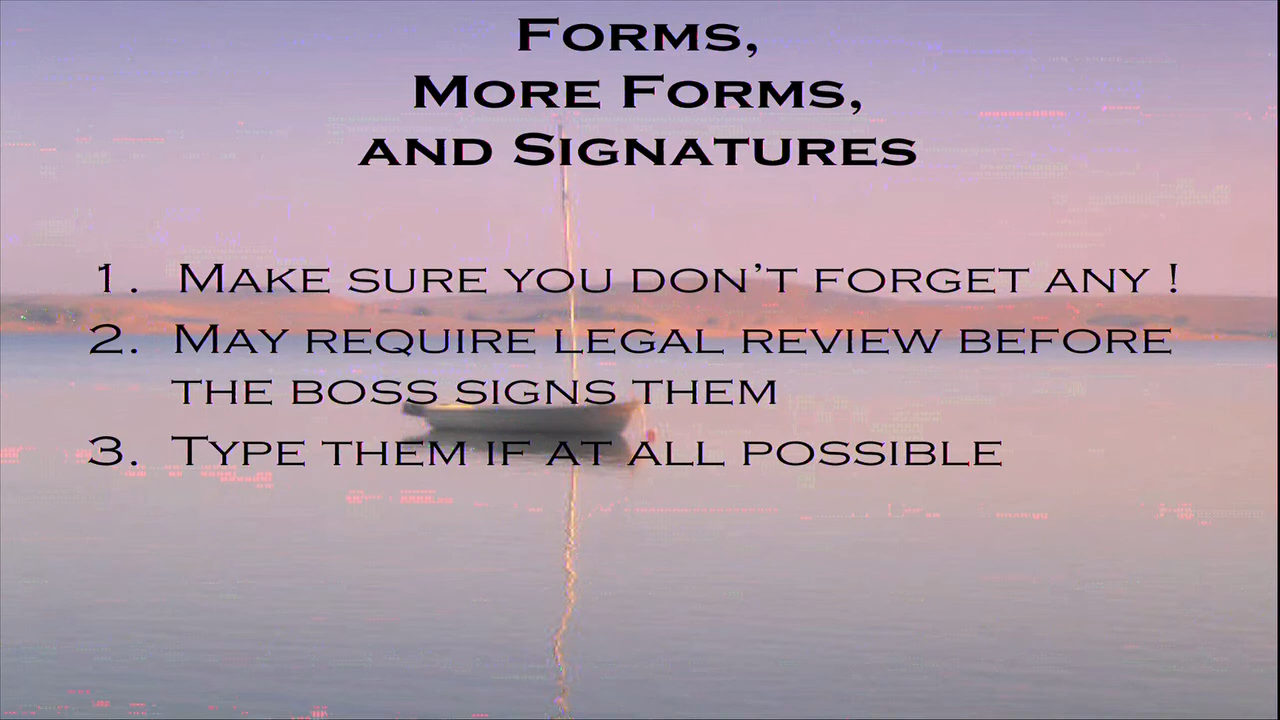 Forms,
More Forms,
and Signatures
1. Make sure you don't forget any !
2. May require legal review before
the boss signs them
3. Type them if at all possible